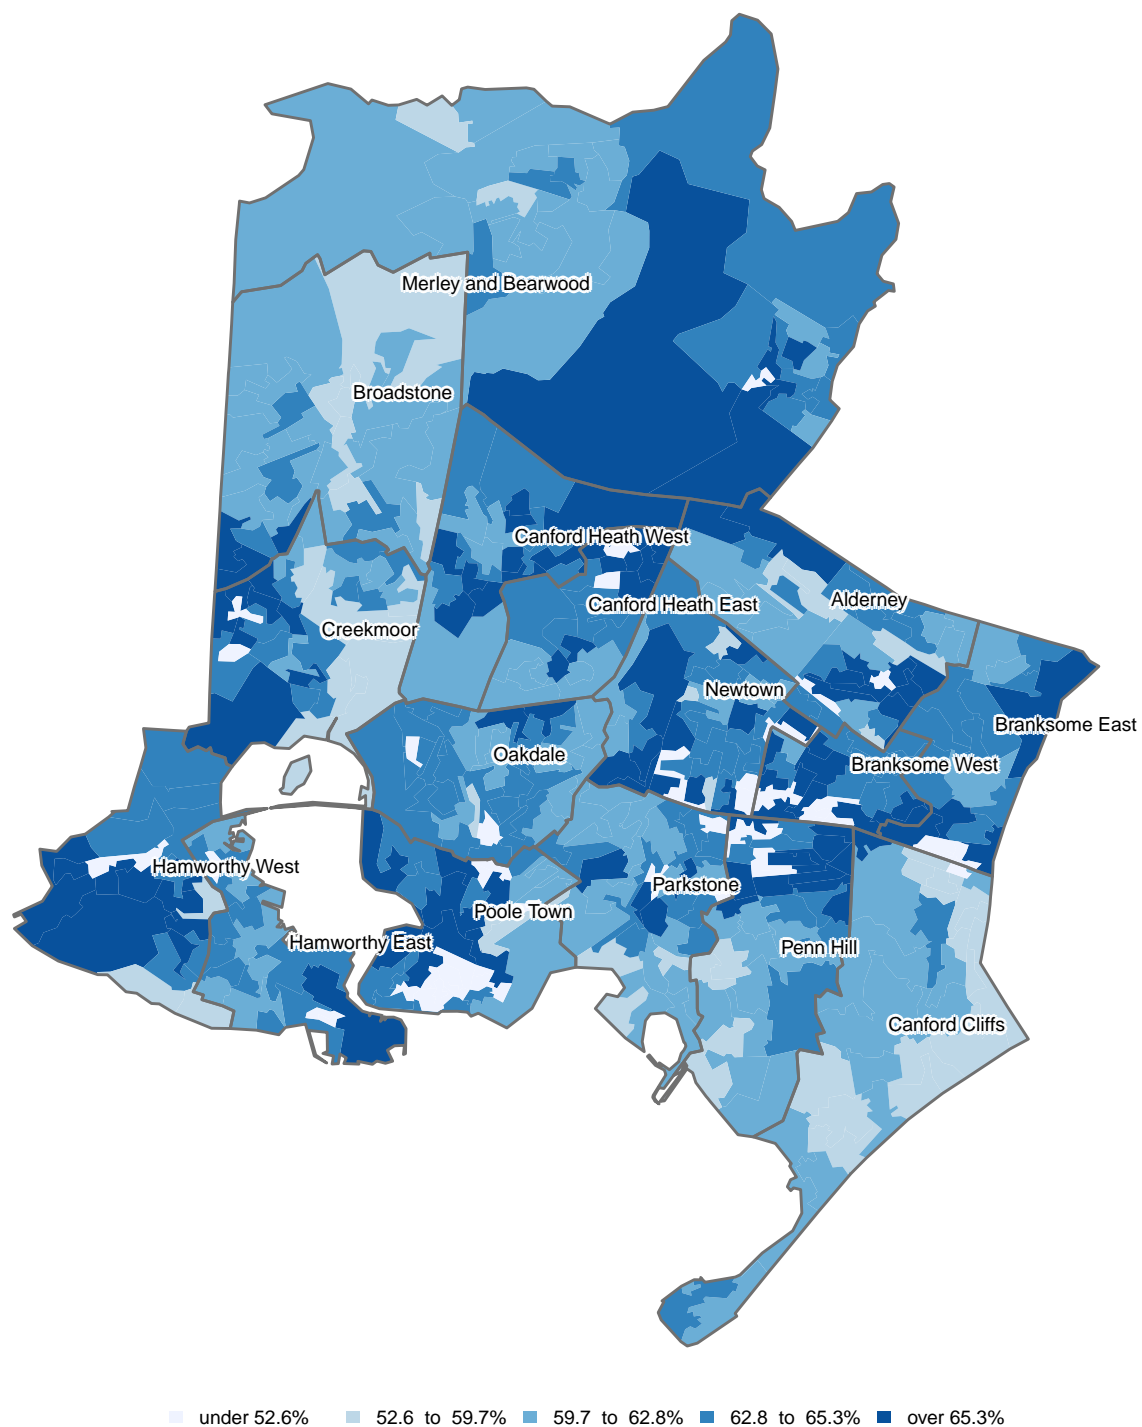 Merley and Bearwood
Broadstone
Canford Heath West
Canford Heath East
Alderney
Creekmoor
Newtown
Branksome East
Oakdale
Branksome West
Hamworthy West
Parkstone
Poole Town
Hamworthy East
Penn Hill
Canford Cliffs
under 52.6% 52.6 to 59.7% 59.7 to 62.8% 62.8 to 65.3% over 65.3%